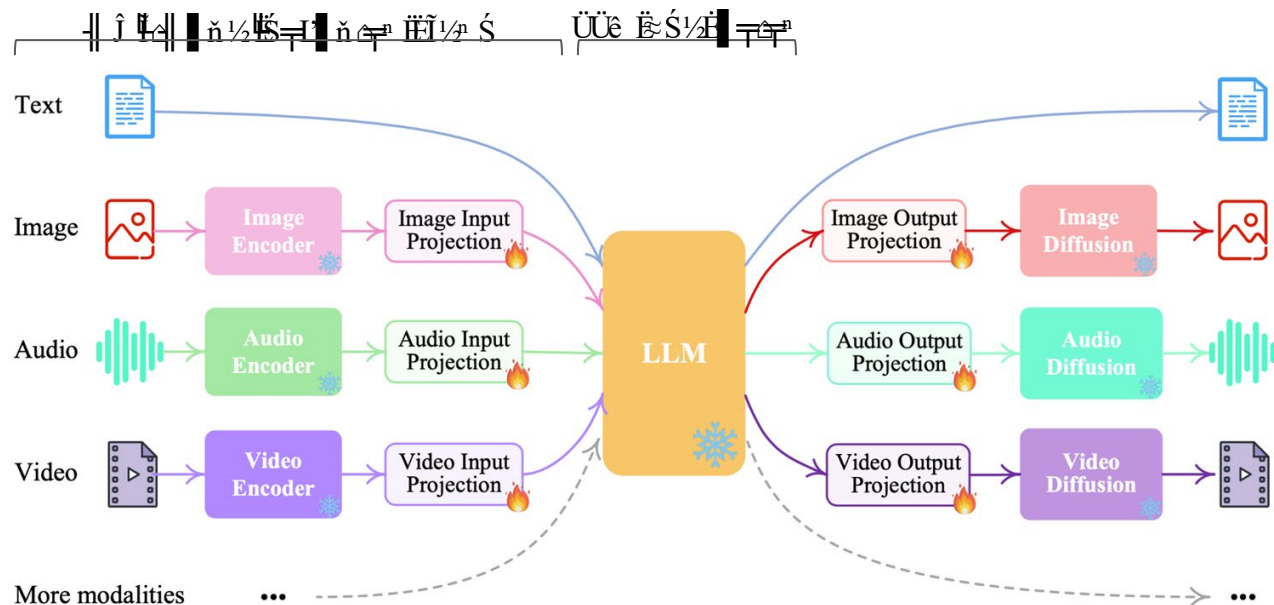 Text
Image
Image Encoder
Image Input Projection
Image Output Projection
Image Diffusion
Audio
Audio Encoder
Audio Input Projection
LLM
Audio Output Projection
Audio Diffusion
Video
Video Encoder
Video Input Projection
Video Output Projection
Video Diffusion
More modalities
...
...